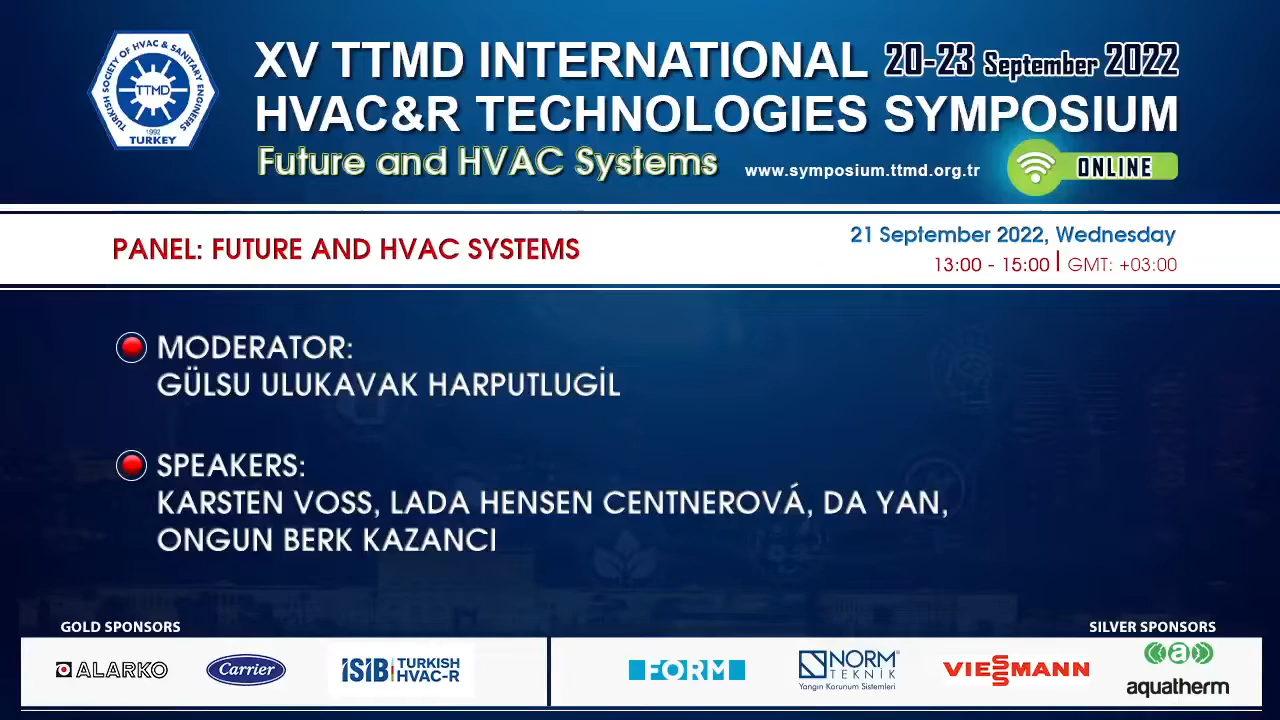 TURKISH SOCIETY OF HVAC & SANITARY ENGINEERS
TTMD
1992
TURKEY
XV TTMD INTERNATIONAL 20-23 September 2022
HVAC&R TECHNOLOGIES SYMPOSIUM
Future and HVAC Systems www.symposium.ttmd.org.tr ONLINE
PANEL: FUTURE AND HVAC SYSTEMS
21 September 2022, Wednesday
13:00 - 15:00 | GMT: +03:00
MODERATOR:
GÜLSU ULUKAVAK HARPUTLUGİL
SPEAKERS:
KARSTEN VOSS, LADA HENSEN CENTNEROVÁ, DA YAN,
ONGUN BERK KAZANCI
GOLD SPONSORS
SILVER SPONSORS
ALARKO
Carrier
ISIB TURKISH
HVAC-R
FORM
NORM®
TEKNİK
Yangın Korunum Sistemleri
VIESSMANN
a
aquatherm